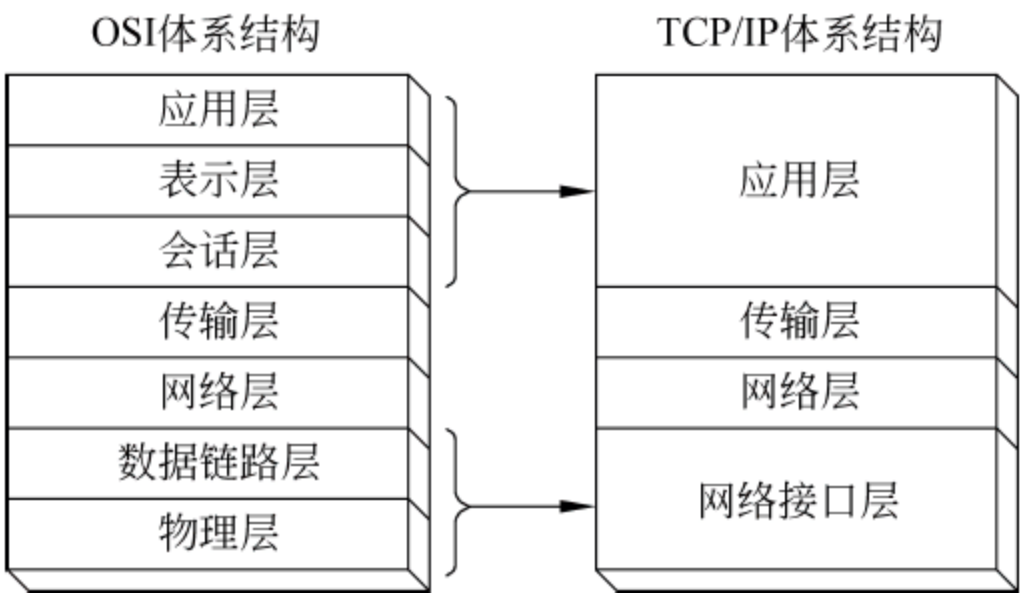 OSI体系结构
TCP/IP体系结构
应用层
表示层
会话层
传输层
网络层
数据链路层
物理层
应用层
传输层
网络层
网络接口层